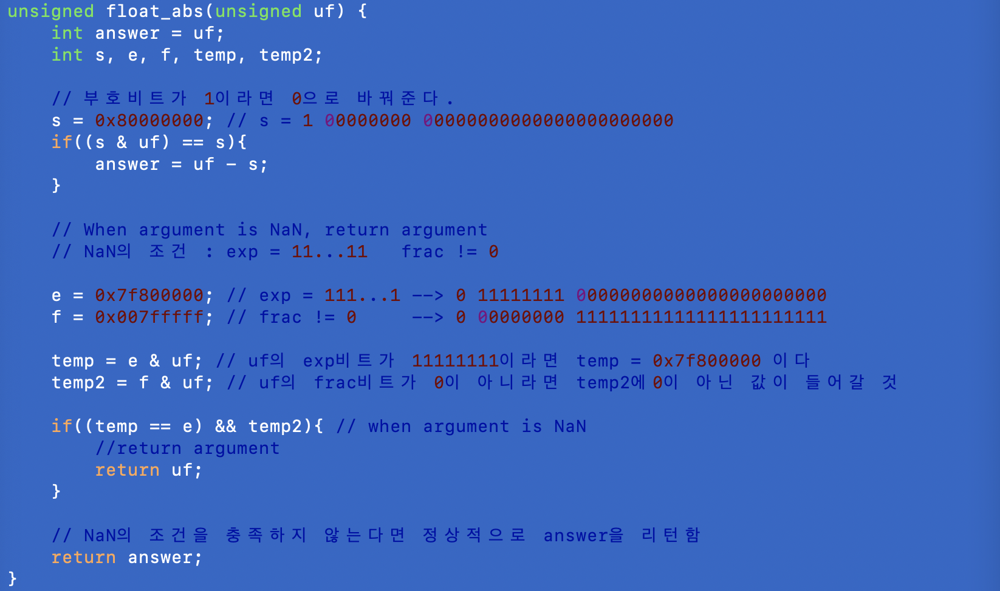 unsigned float_abs(unsigned uf) {
int answer = uf;
int s, e, f, temp, temp2;
// 부호비트가 1이라면 0으로 바꿔준다.
s = 0x80000000; // s = 1 00000000 00000000000000000000000
if((s & uf) == s){
answer = uf - s;
}
// When argument is NaN, return argument
// NaN의 조건 : exp = 11...11 frac != 0
e = 0x7f800000; // exp = 111...1 --> 0 11111111 00000000000000000000000
f = 0x007fffff; // frac != 0 --> 0 00000000 11111111111111111111111
temp = e & uf; // uf의 exp비트가 11111111이라면 temp = 0x7f800000 이다
temp2 = f & uf; // uf의 frac비트가 0이 아니라면 temp2에 0이 아닌 값이 들어갈 것
if((temp == e) && temp2){ // when argument is NaN
//return argument
return uf;
}
// NaN의 조건을 충족하지 않는다면 정상적으로 answer을 리턴함
return answer;
}